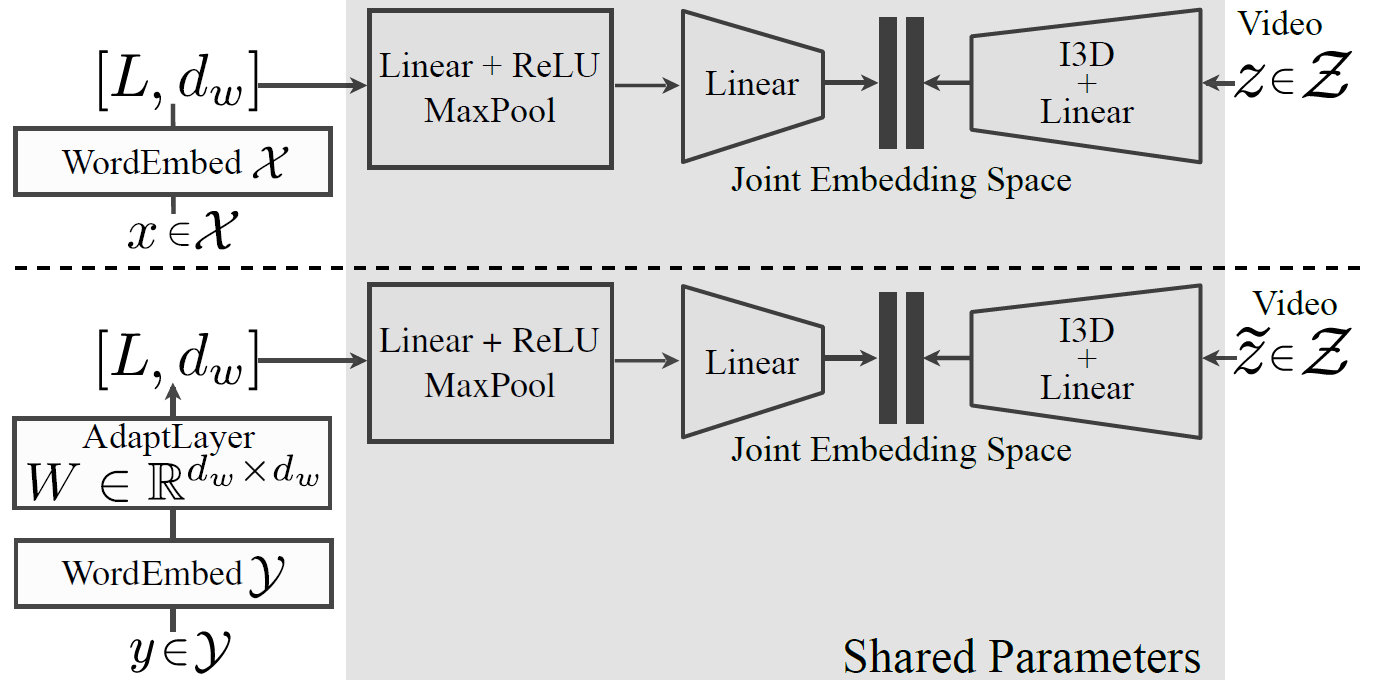 [L, d_w]
Linear + ReLU
MaxPool
Linear
I3D
+
Linear
Video
z ∈ 𝒵
WordEmbed 𝒳
Joint Embedding Space
x ∈ 𝒳
[L, d_w]
Linear + ReLU
MaxPool
Linear
I3D
+
Linear
Video
z̃ ∈ 𝒵
AdaptLayer
W ∈ ℝ^{d_w × d_w}
Joint Embedding Space
WordEmbed 𝒴
y ∈ 𝒴
Shared Parameters